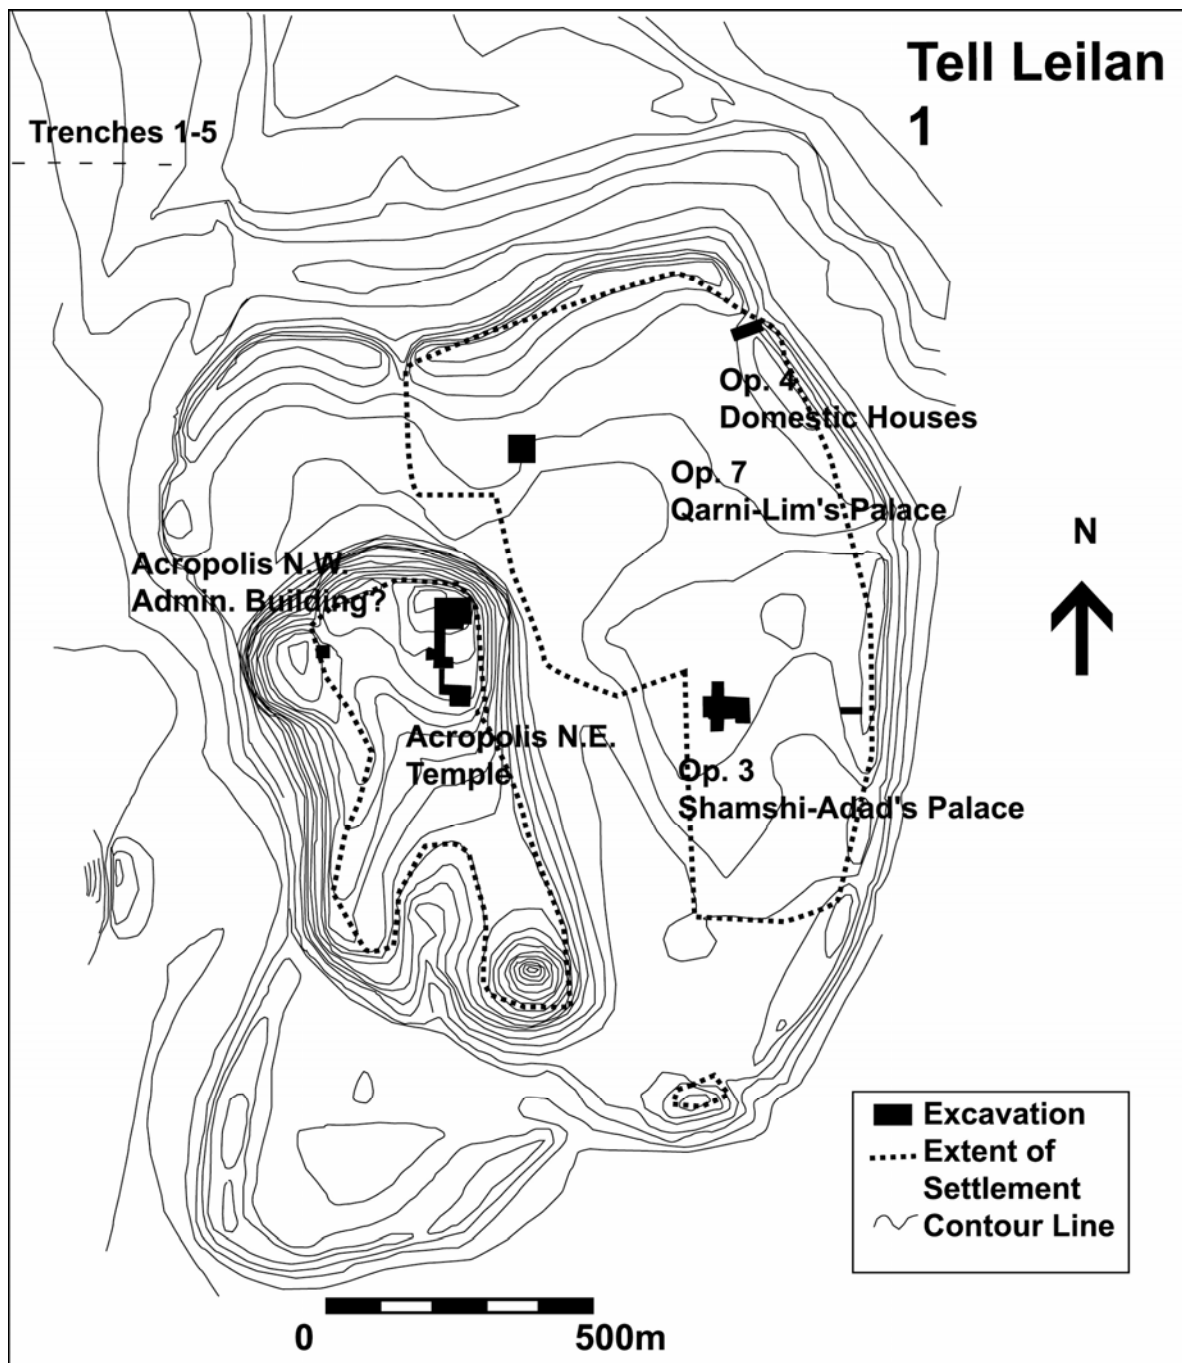 Tell Leilan
1
Trenches 1-5
Op. 4
Domestic Houses
Op. 7
Qarni-Lim's Palace
N
Acropolis N.W.
Admin. Building?
Acropolis N.E.
Temple
Op. 3
Shamshi-Adad's Palace
Excavation
Extent of
Settlement
Contour Line
0 500m